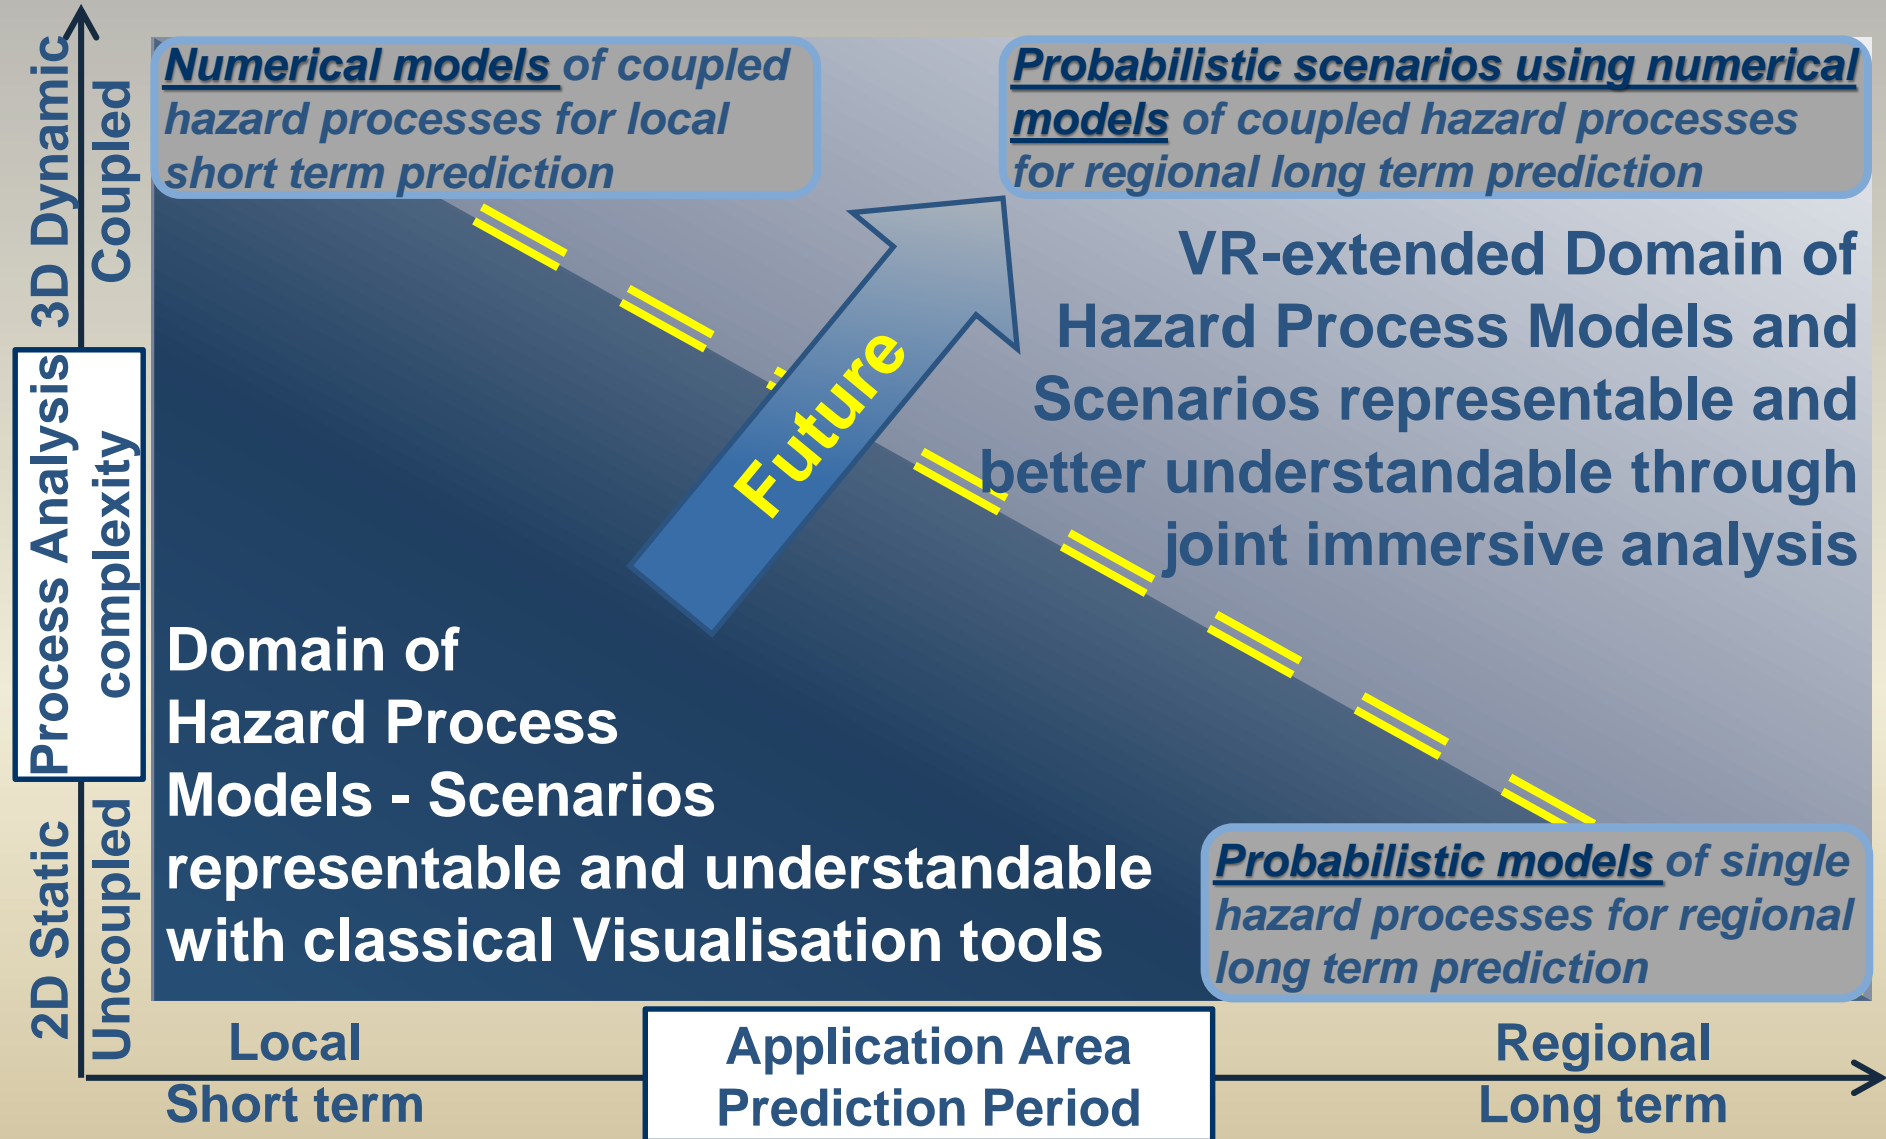 3D Dynamic
Coupled
Process Analysis
complexity
2D Static
Uncoupled
Numerical models of coupled
hazard processes for local
short term prediction
Probabilistic scenarios using numerical
models of coupled hazard processes
for regional long term prediction
VR-extended Domain of
Hazard Process Models and
Scenarios representable and
better understandable through
joint immersive analysis
Future
Domain of
Hazard Process
Models - Scenarios
representable and understandable
with classical Visualisation tools
Probabilistic models of single
hazard processes for regional
long term prediction
Local
Short term
Application Area
Prediction Period
Regional
Long term